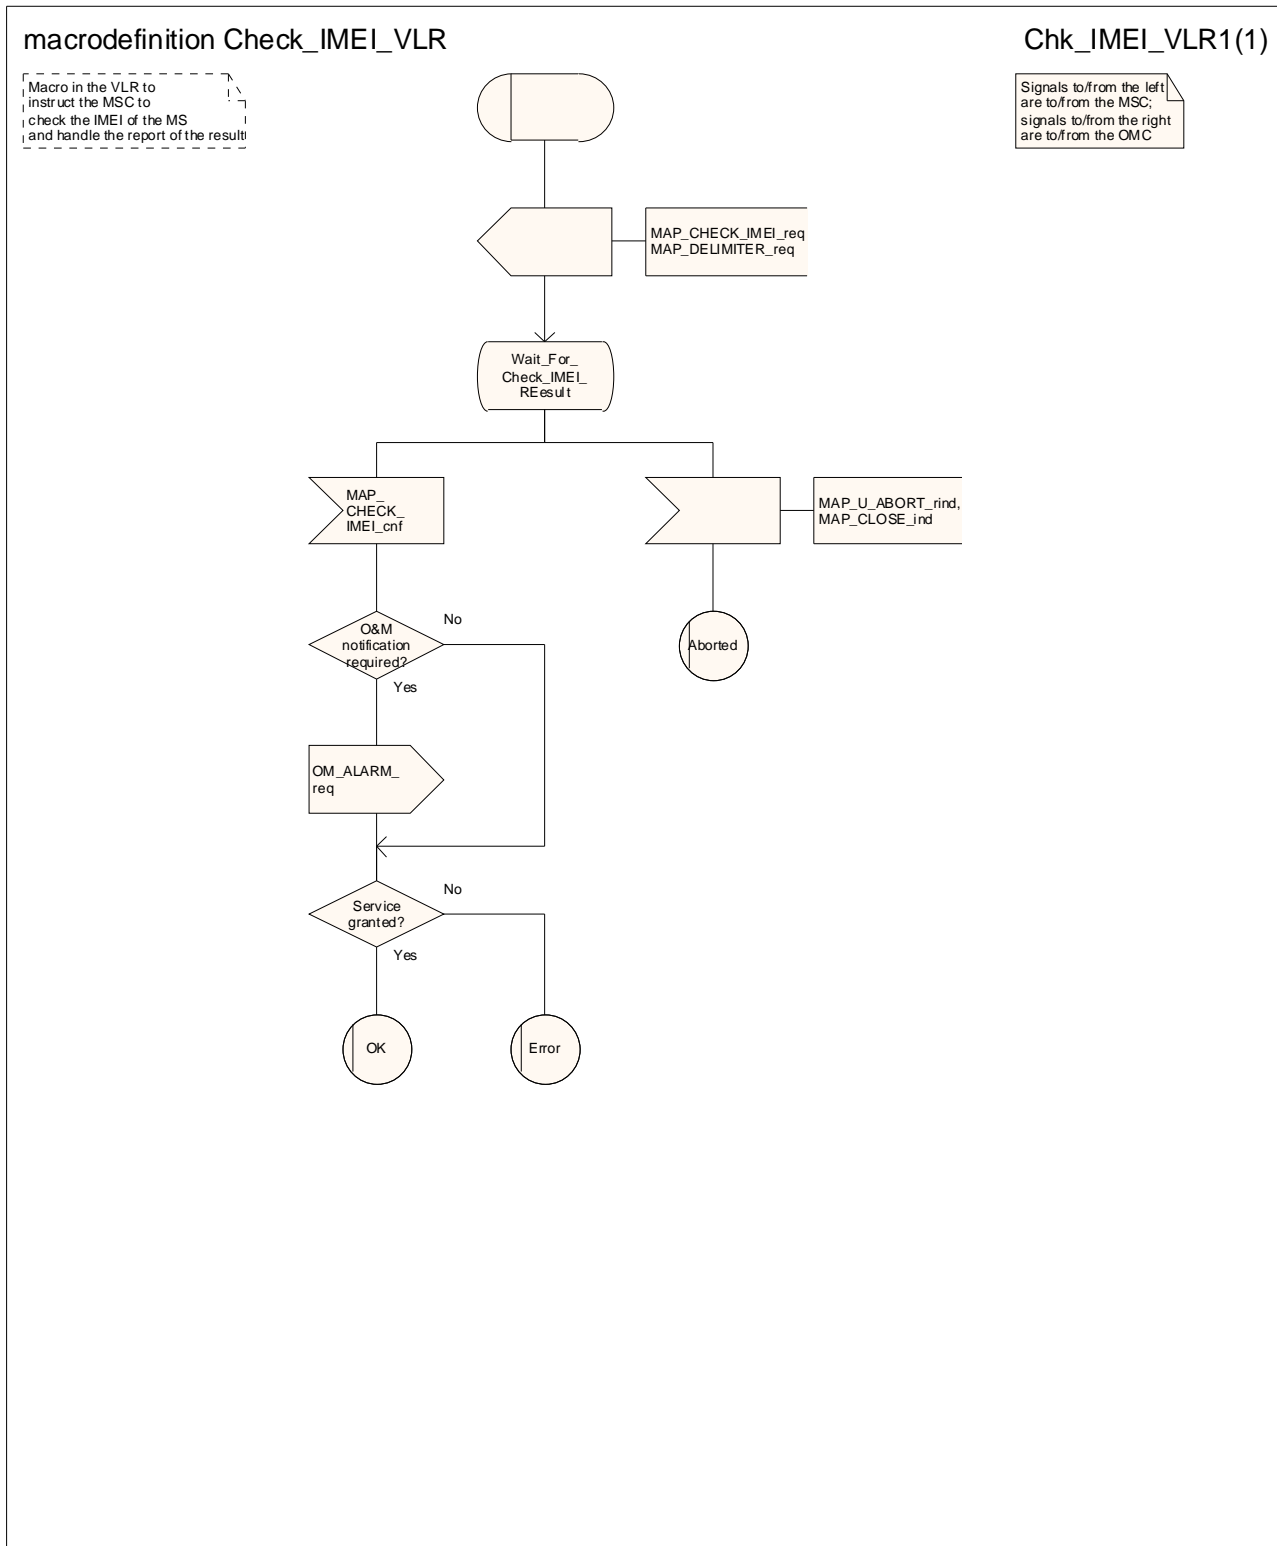 macrodefinition Check_IMEI_VLR
Chk_IMEI_VLR1(1)
Macro in the VLR to
instruct the MSC to
check the IMEI of the MS
and handle the report of the result
Signals to/from the left
are to/from the MSC;
signals to/from the right
are to/from the OMC
MAP_CHECK_IMEI_req
MAP_DELIMITER_req
Wait_For_
Check_IMEI_
REesult
MAP_
CHECK_
IMEI_cnf
MAP_U_ABORT_rind,
MAP_CLOSE_ind
O&M
notification
required?
No
Yes
Aborted
OM_ALARM_
req
Service
granted?
No
Yes
OK
Error